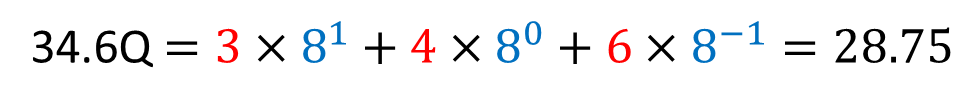 34.6Q = 3 × 8¹ + 4 × 8⁰ + 6 × 8⁻¹ = 28.75